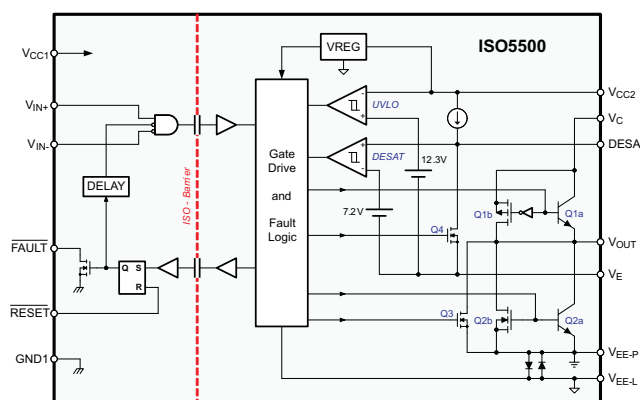 ISO5500
VREG
VCC1
VIN+
VIN-
DELAY
FAULT
RESET
GND1
Q S
R
ISO - Barrier
Gate
Drive
and
Fault
Logic
UVLO
DESAT
12.3V
7.2V
Q4
Q1b
Q1a
Q3
Q2b
Q2a
VCC2
VC
DESA
VOUT
VE
VEE-P
VEE-L